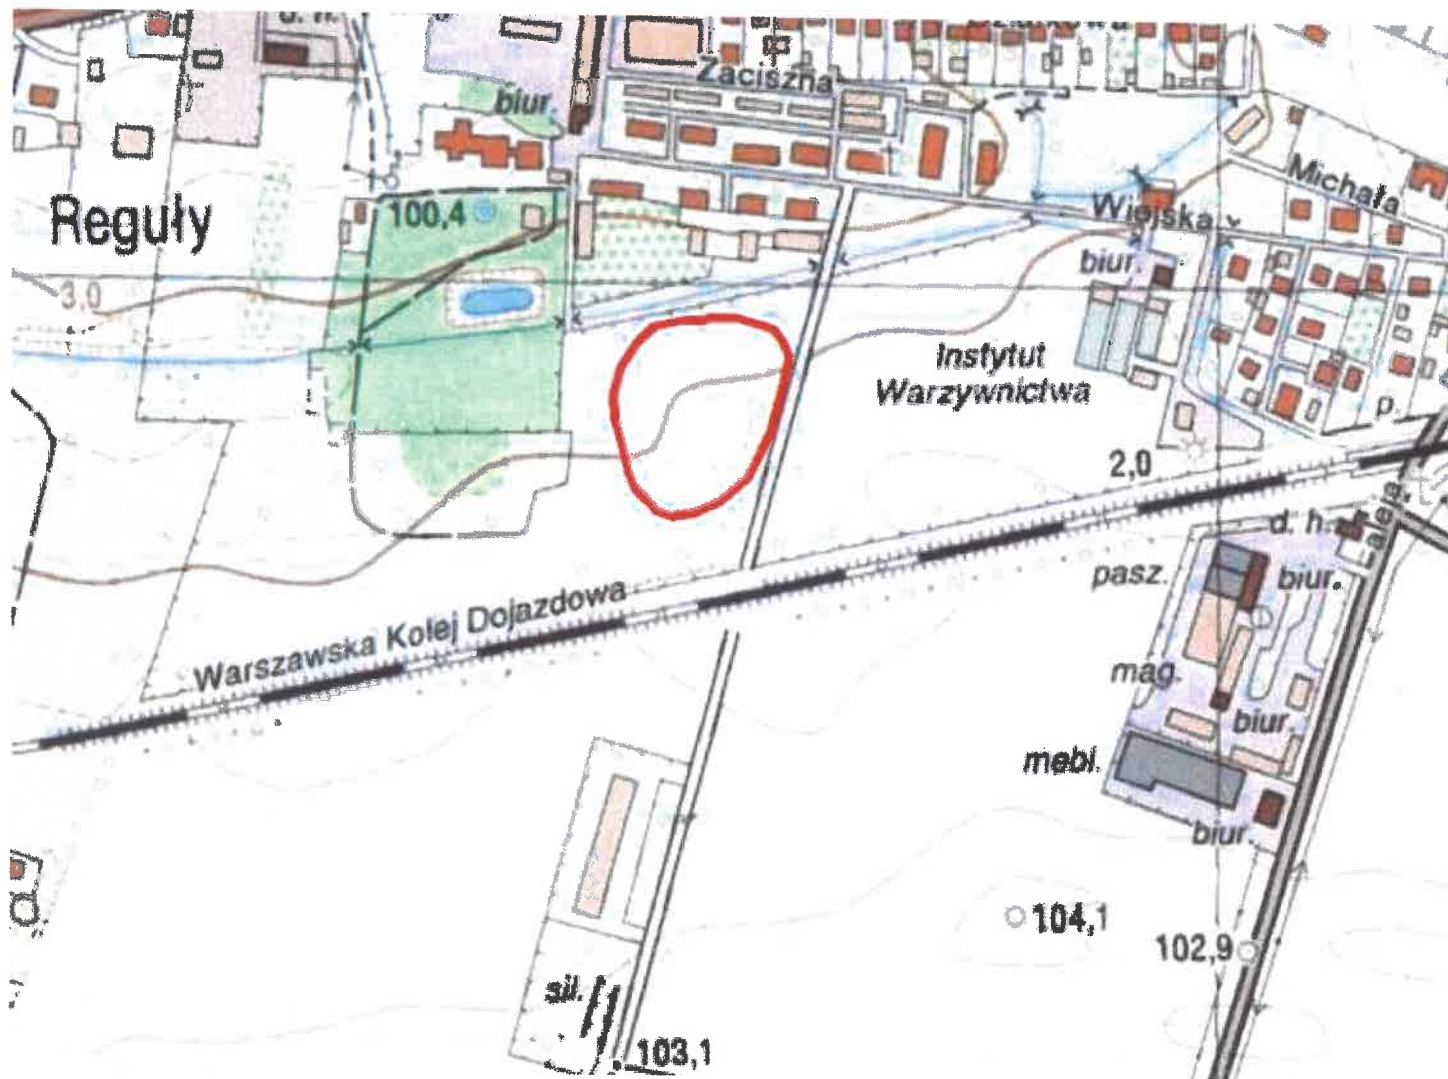 Zaciszna
biur.
Michała
Reguły
100,4
Wiejska
biur.
3,0
Instytut
Warzywnictwa
p.
2,0
d. h.
aleja
pasz.
biur.
Warszawska Kolej Dojazdowa
mag.
biur.
mebl.
biur.
104,1
102,9
sil.
103,1